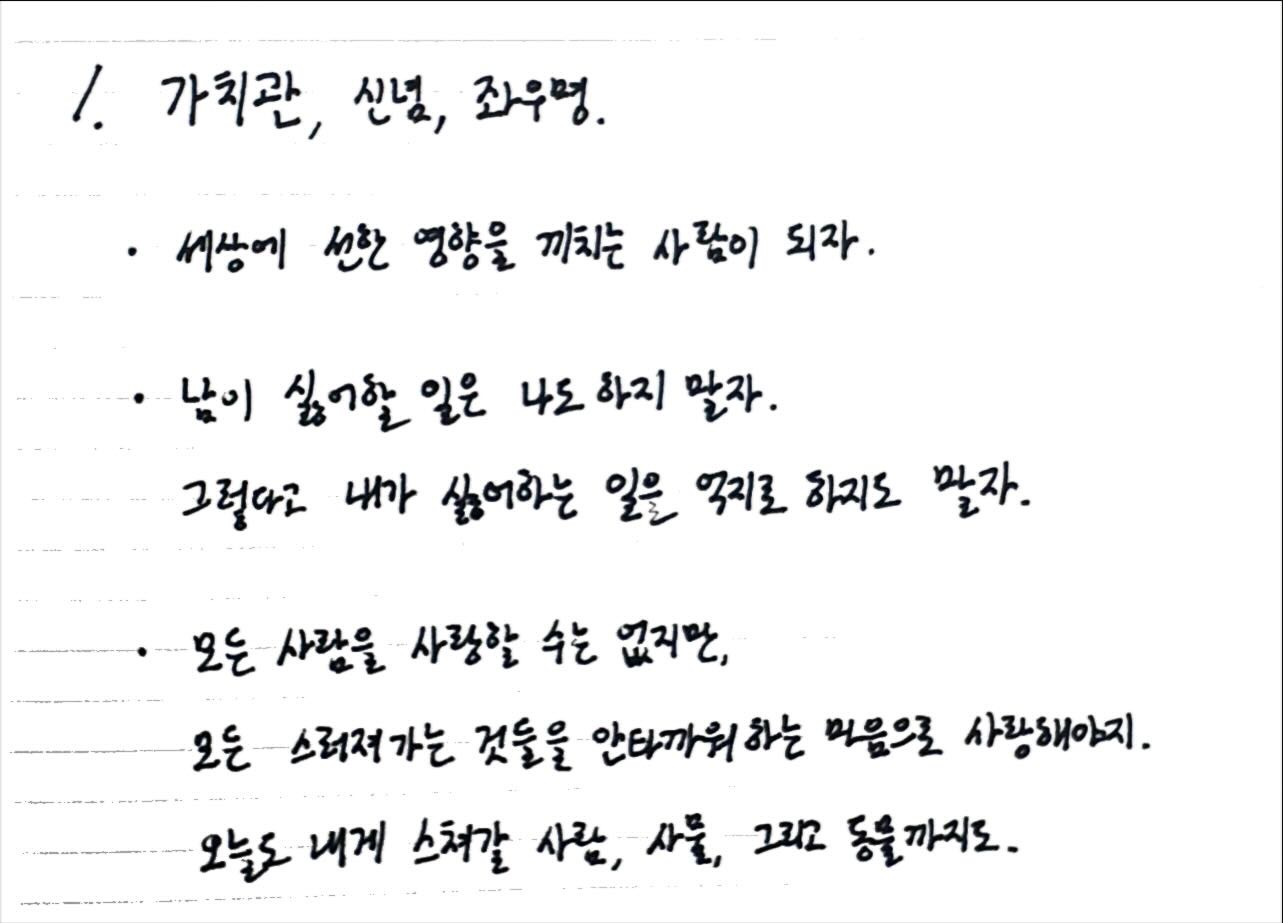 1. 가치관, 신념, 좌우명.
· 세상에 선한 영향을 끼치는 사람이 되자.
· 남이 싫어할 일은 나도 하지 말자.
그렇다고 내가 싫어하는 일을 억지로 하지도 말자.
· 모든 사람을 사랑할 수는 없지만,
모든 스러져가는 것들을 안타까워하는 마음으로 사랑해야지.
오늘도 내게 스쳐갈 사람, 사물, 그리고 동물까지도.